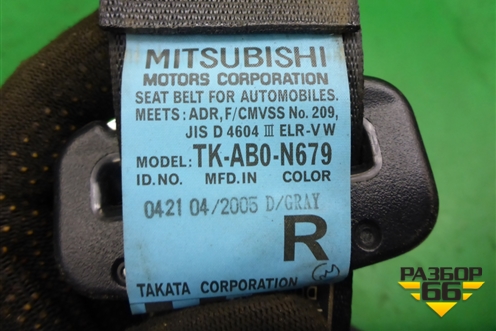 MITSUBISHI
MOTORS CORPORATION
SEAT BELT FOR AUTOMOBILES.
MEETS: ADR, F/CMVSS No. 209,
JIS D 4604 III ELR-VW
MODEL: TK-AB0-N679
ID.NO. MFD.IN COLOR
0421 04/2005 D/GRAY
R
TAKATA CORPORATION
РАЗБОР
66